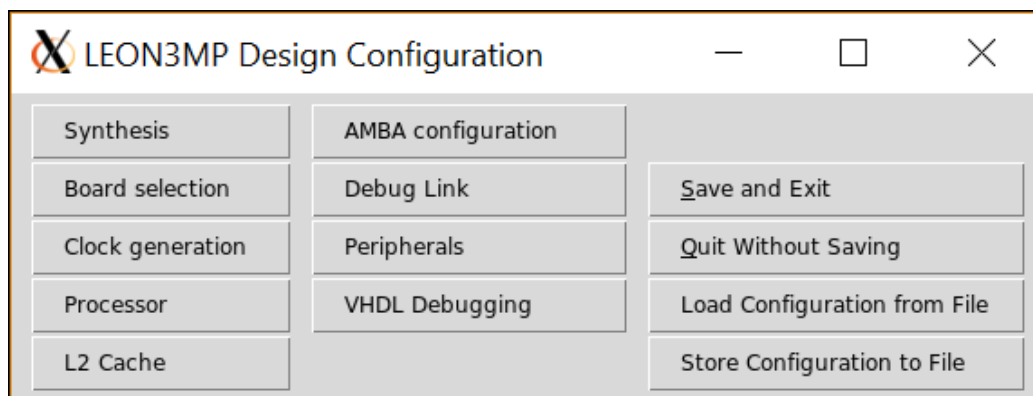 LEON3MP Design Configuration
Synthesis
AMBA configuration
Board selection
Debug Link
Save and Exit
Clock generation
Peripherals
Quit Without Saving
Processor
VHDL Debugging
Load Configuration from File
L2 Cache
Store Configuration to File